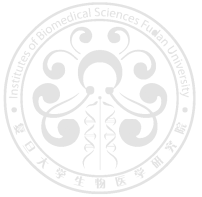 Institutes of Biomedical Sciences Fudan University
复旦大学生物医学研究院